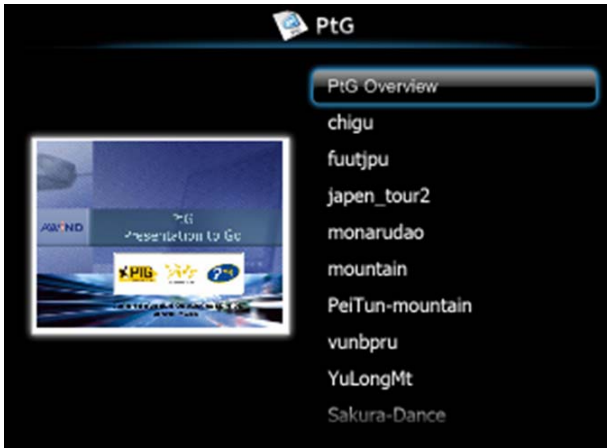 PtG
PtG Overview
chigu
fuutjpu
japen_tour2
monarudao
mountain
PeiTun-mountain
vunbpru
YuLongMt
Sakura-Dance
AWIND
PtG
Presentation to Go
PtG